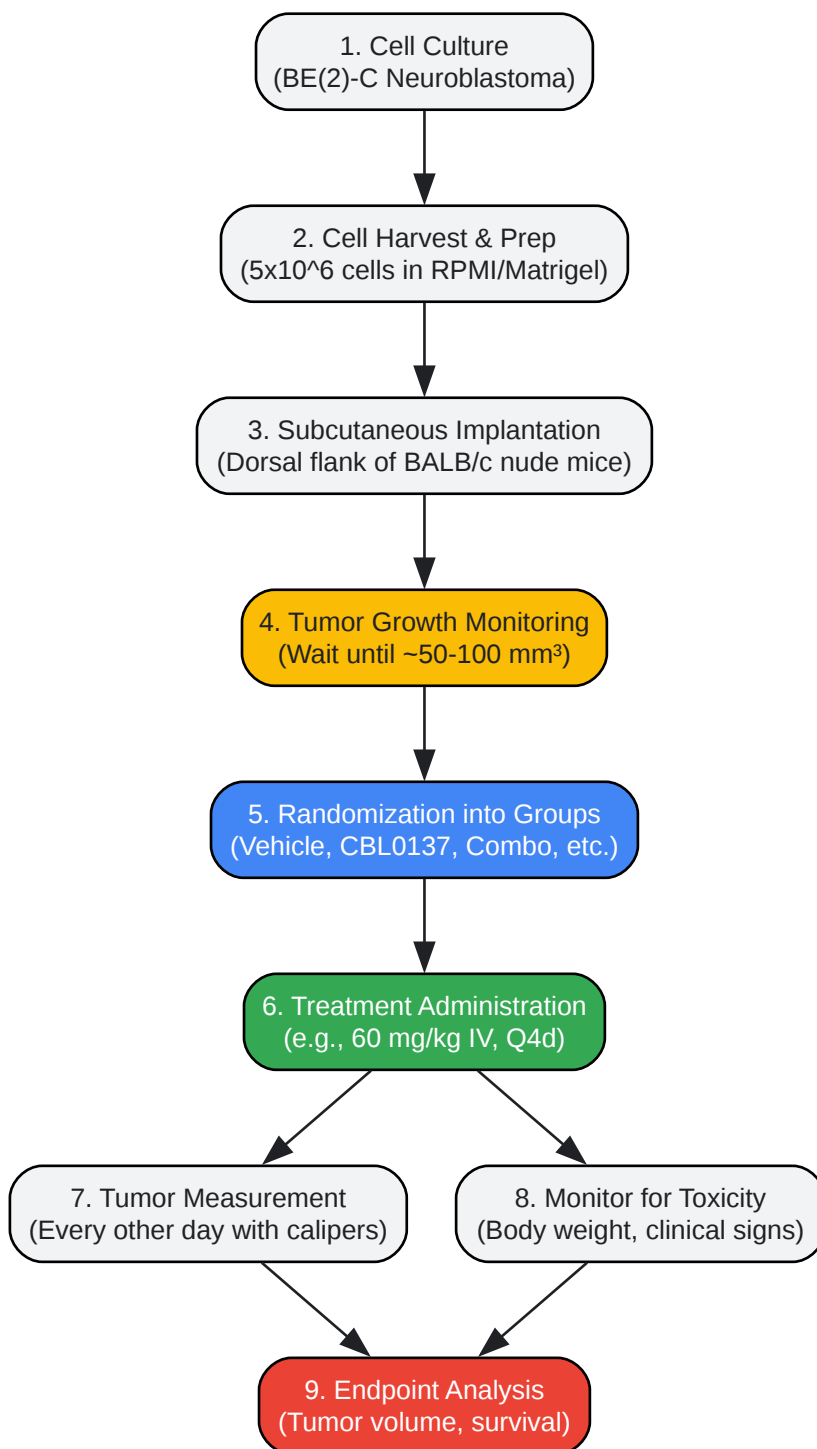 1. Cell Culture
(BE(2)-C Neuroblastoma)
2. Cell Harvest & Prep
(5x10^6 cells in RPMI/Matrigel)
3. Subcutaneous Implantation
(Dorsal flank of BALB/c nude mice)
4. Tumor Growth Monitoring
(Wait until ~50-100 mm³)
5. Randomization into Groups
(Vehicle, CBL0137, Combo, etc.)
6. Treatment Administration
(e.g., 60 mg/kg IV, Q4d)
7. Tumor Measurement
(Every other day with calipers)
8. Monitor for Toxicity
(Body weight, clinical signs)
9. Endpoint Analysis
(Tumor volume, survival)